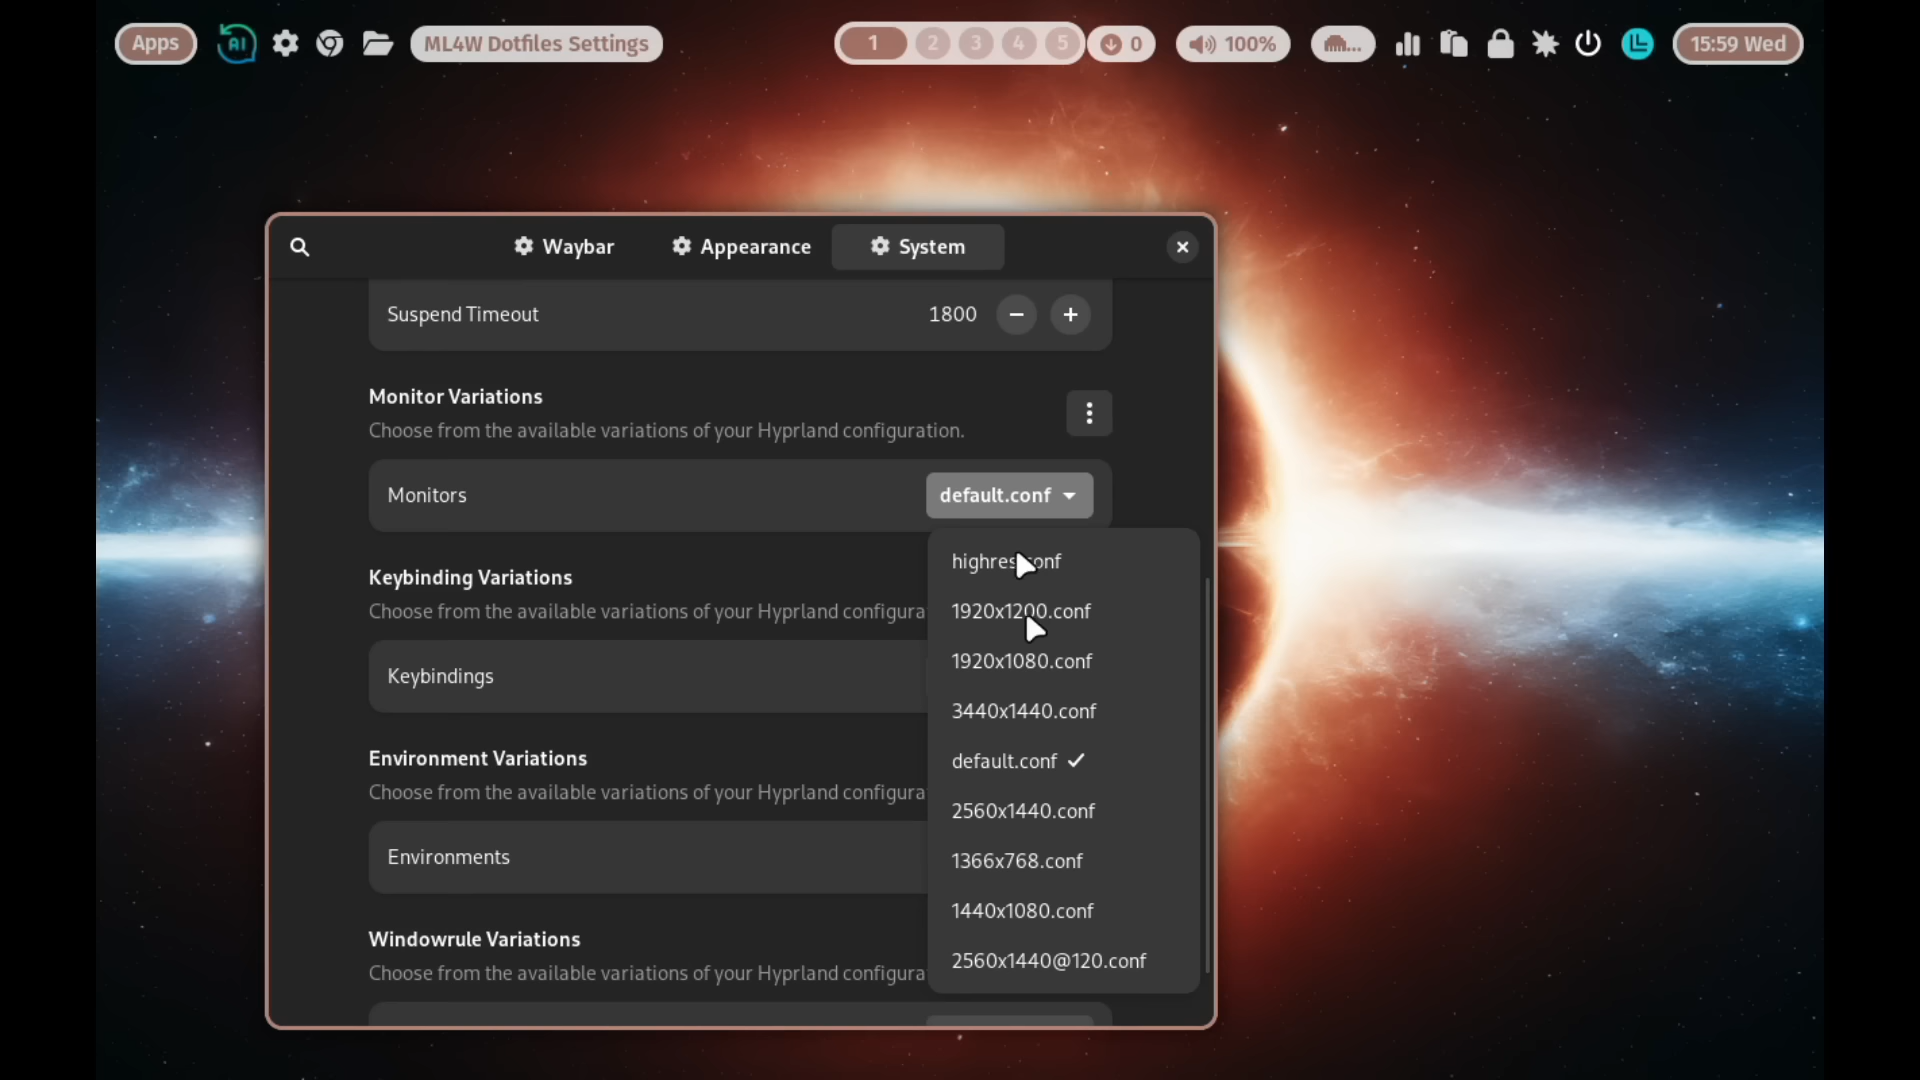 Apps
AI
ML4W Dotfiles Settings
1 2 3 4 5
0
100%
...
15:59 Wed
Waybar
Appearance
System
Suspend Timeout
1800
Monitor Variations
Choose from the available variations of your Hyprland configuration.
Monitors
default.conf
highres.conf
1920x1200.conf
1920x1080.conf
3440x1440.conf
default.conf
2560x1440.conf
1366x768.conf
1440x1080.conf
2560x1440@120.conf
Keybinding Variations
Choose from the available variations of your Hyprland configura
Keybindings
Environment Variations
Choose from the available variations of your Hyprland configura
Environments
Windowrule Variations
Choose from the available variations of your Hyprland configura